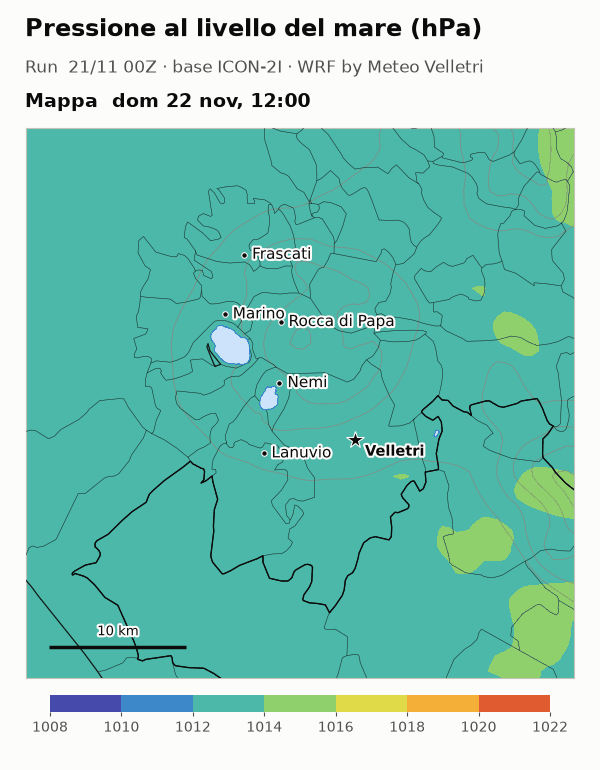 Pressione al livello del mare (hPa)
Run  21/11 00Z · base ICON-2I · WRF by Meteo Velletri
Mappa  dom 22 nov, 12:00
Frascati
Marino
Rocca di Papa
Nemi
Velletri
Lanuvio
10 km
1008 1010 1012 1014 1016 1018 1020 1022